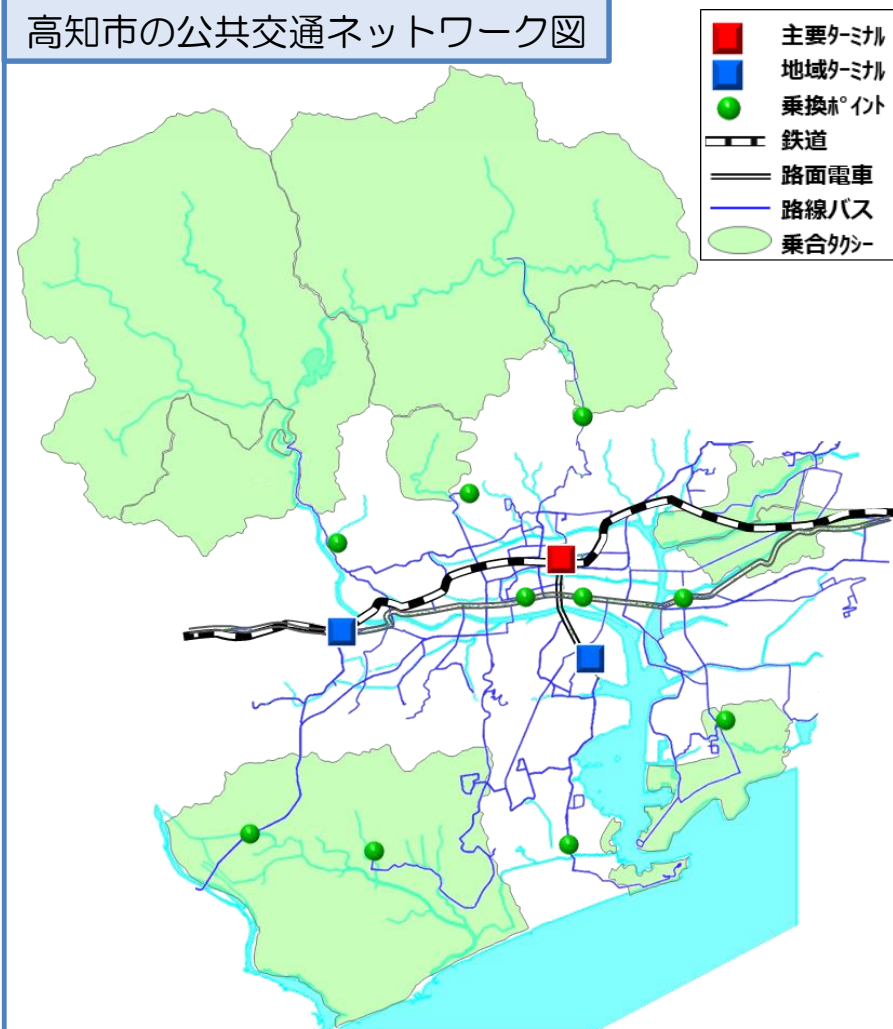 高知市の公共交通ネットワーク図
主要ﾀｰﾐﾅﾙ
地域ﾀｰﾐﾅﾙ
乗換ﾎﾟｲﾝﾄ
鉄道
路面電車
路線バス
乗合ﾀｸｼｰ